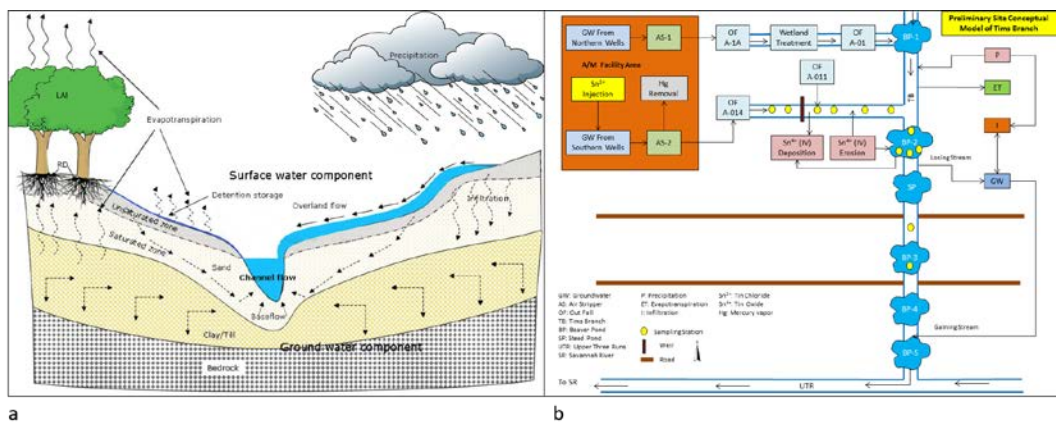 Precipitation
LAI
Evapotranspiration
RD
Surface water component
Detention storage
Overland flow
Infiltration
Unsaturated zone
Saturated zone
Sand
Channel flow
Baseflow
Clay/Till
Ground water component
Bedrock
a
Preliminary Site Conceptual
Model of Tims Branch
GW From
Northern Wells
AS-1
OF
A-1A
Wetland
Treatment
OF
A-01
BP-1
A/M Facility Area
Sn²⁺
Injection
Hg
Removal
OF
A-011
OF
A-014
TB
P
ET
I
GW From
Southern Wells
AS-2
Sn⁴⁺ (IV)
Deposition
Sn⁴⁺ (IV)
Erosion
BP-2
Losing Stream
GW
SP
BP-3
GW: Groundwater
AS: Air Stripper
OF: Out Fall
TB: Tims Branch
BP: Beaver Pond
SP: Steed Pond
UTR: Upper Three Runs
SR: Savannah River
P: Precipitation
ET: Evapotranspiration
I: Infiltration
Sn²⁺: Tin Chloride
Sn⁴⁺: Tin Oxide
Hg: Mercury vapor
Sampling Station
Weir
Road
BP-4
Gaining Stream
BP-5
To SR
UTR
b